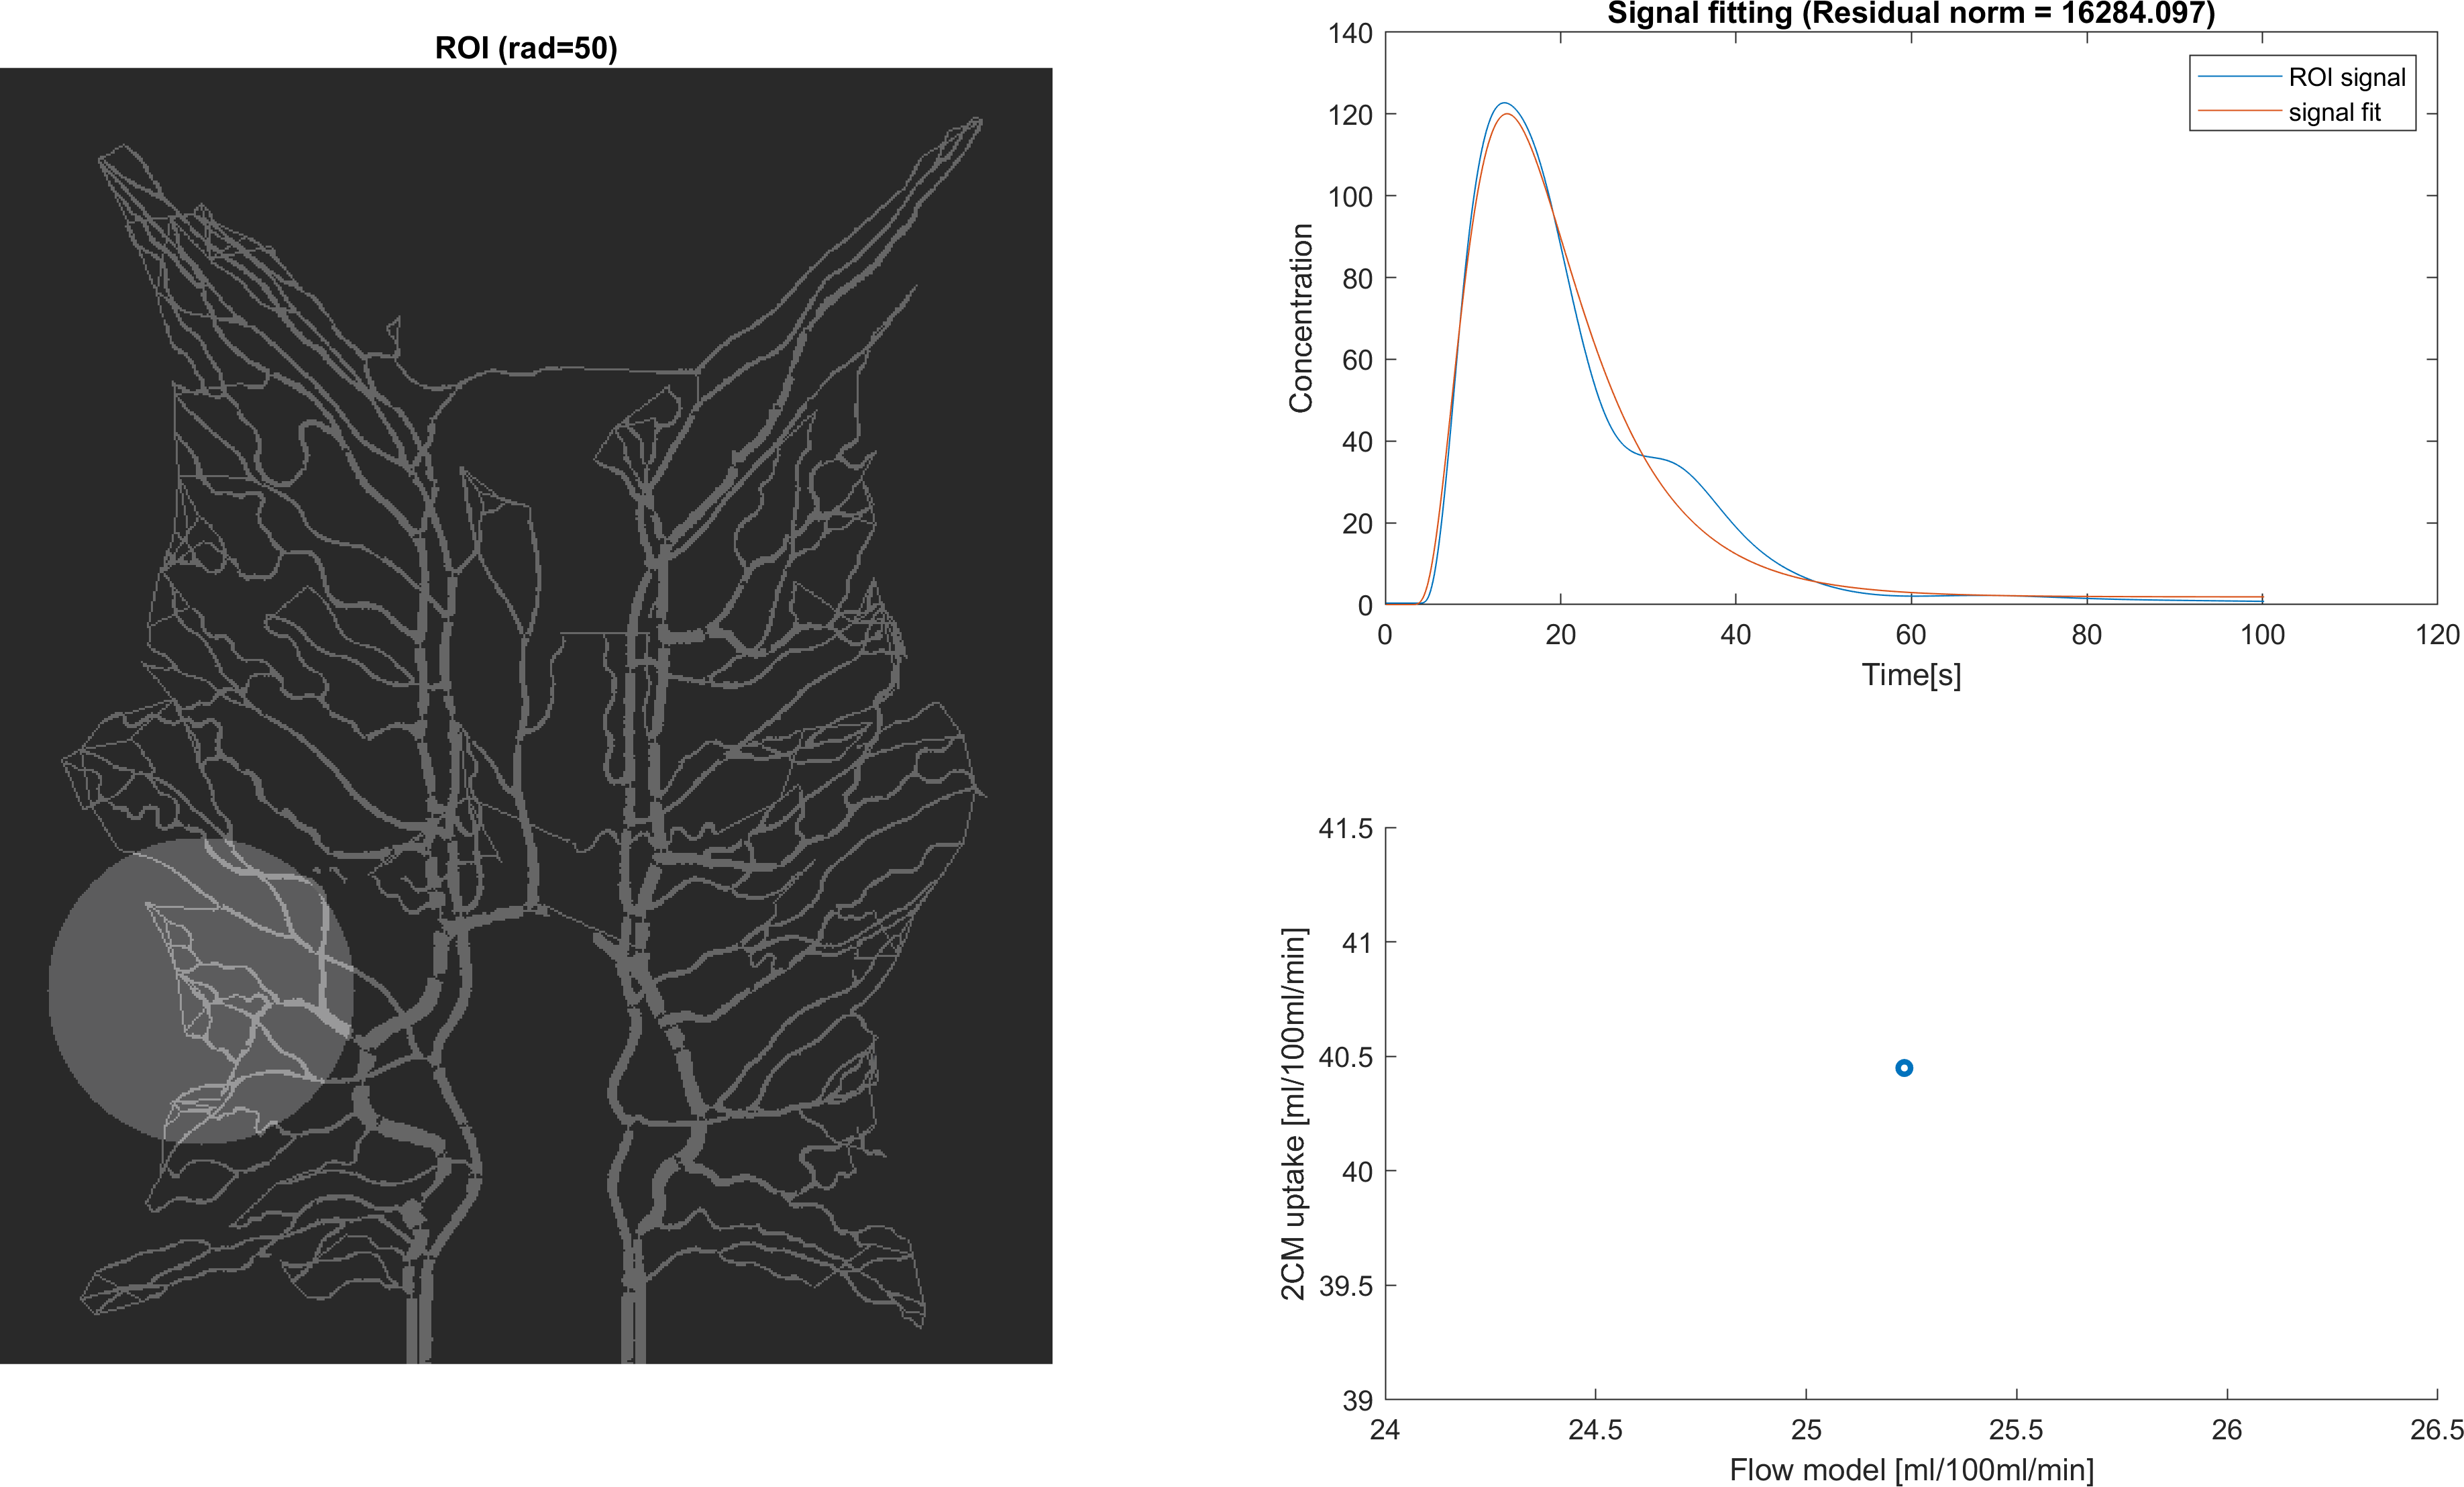 ROI (rad=50)
Signal fitting (Residual norm = 16284.097)
140
120
100
80
60
40
20
0
Concentration
ROI signal
signal fit
0 20 40 60 80 100 120
Time[s]
41.5
41
40.5
40
39.5
39
2CM uptake [ml/100ml/min]
24 24.5 25 25.5 26 26.5
Flow model [ml/100ml/min]